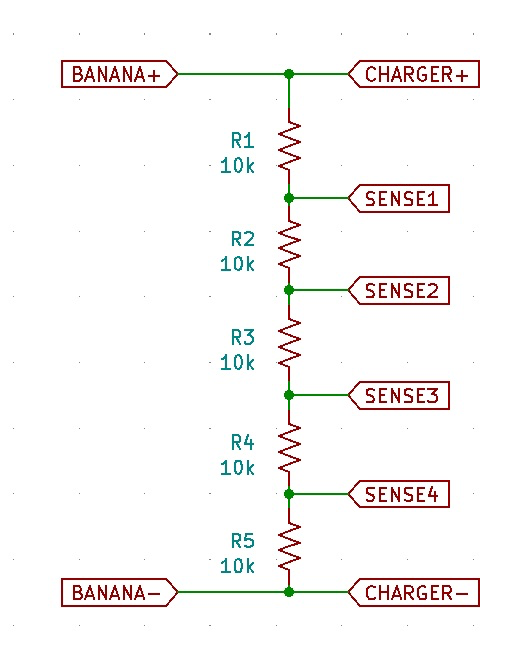 BANANA+
CHARGER+
R1
10k
SENSE1
R2
10k
SENSE2
R3
10k
SENSE3
R4
10k
SENSE4
R5
10k
BANANA-
CHARGER-